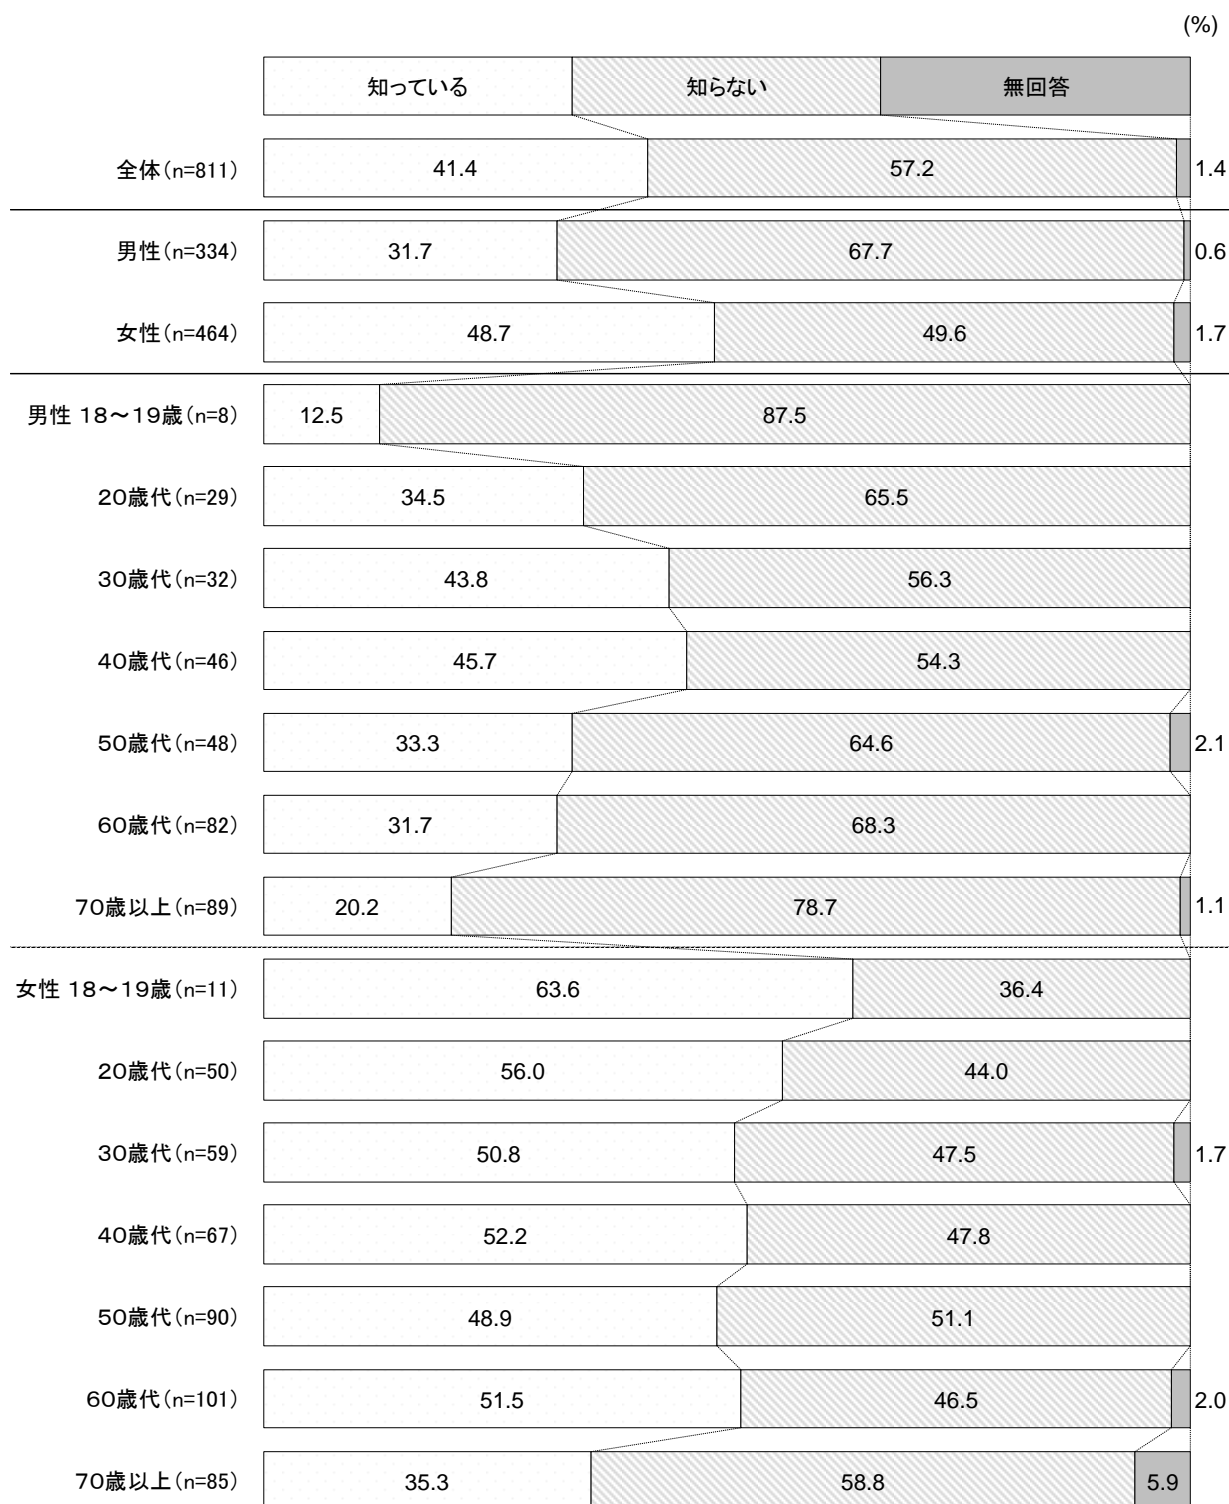 (%)
知っている 知らない 無回答
全体(n=811) 41.4 57.2 1.4
男性(n=334) 31.7 67.7 0.6
女性(n=464) 48.7 49.6 1.7
男性 18～19歳(n=8) 12.5 87.5
20歳代(n=29) 34.5 65.5
30歳代(n=32) 43.8 56.3
40歳代(n=46) 45.7 54.3
50歳代(n=48) 33.3 64.6 2.1
60歳代(n=82) 31.7 68.3
70歳以上(n=89) 20.2 78.7 1.1
女性 18～19歳(n=11) 63.6 36.4
20歳代(n=50) 56.0 44.0
30歳代(n=59) 50.8 47.5 1.7
40歳代(n=67) 52.2 47.8
50歳代(n=90) 48.9 51.1
60歳代(n=101) 51.5 46.5 2.0
70歳以上(n=85) 35.3 58.8 5.9